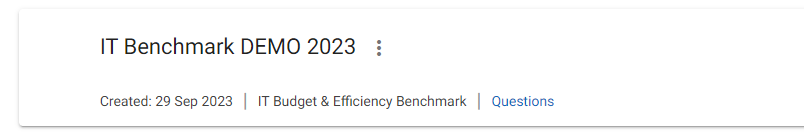 IT Benchmark DEMO 2023
Created: 29 Sep 2023 | IT Budget & Efficiency Benchmark | Questions